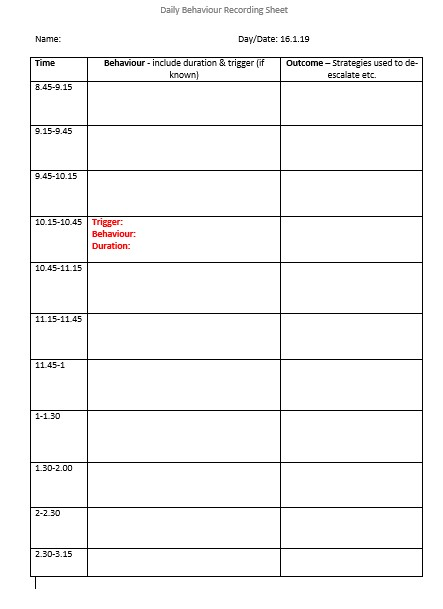 Daily Behaviour Recording Sheet
Name: Day/Date: 16.1.19
Time Behaviour - include duration & trigger (if known) Outcome – Strategies used to de-escalate etc.
8.45-9.15
9.15-9.45
9.45-10.15
10.15-10.45 Trigger:
Behaviour:
Duration:
10.45-11.15
11.15-11.45
11.45-1
1-1.30
1.30-2.00
2-2.30
2.30-3.15